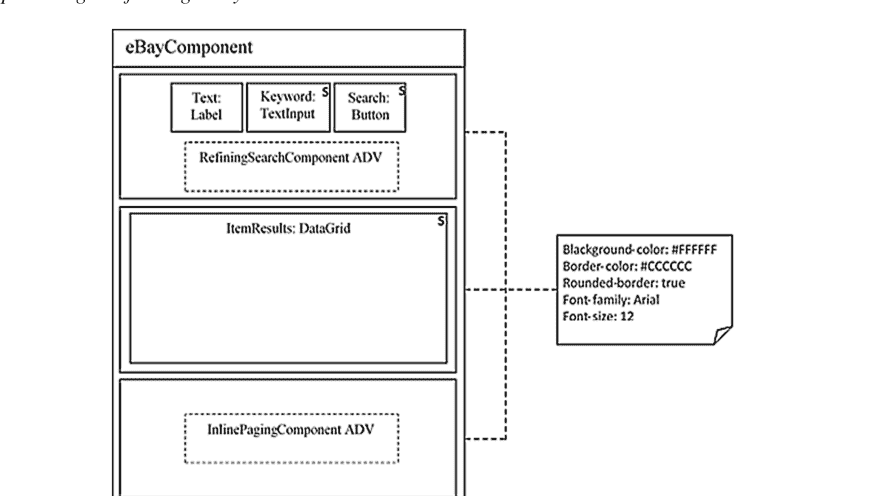 eBayComponent
Text:
Label
Keyword:
TextInput
S
Search:
Button
S
RefiningSearchComponent ADV
ItemResults: DataGrid
S
Blackground-color: #FFFFFF
Border-color: #CCCCCC
Rounded-border: true
Font-family: Arial
Font-size: 12
InlinePagingComponent ADV